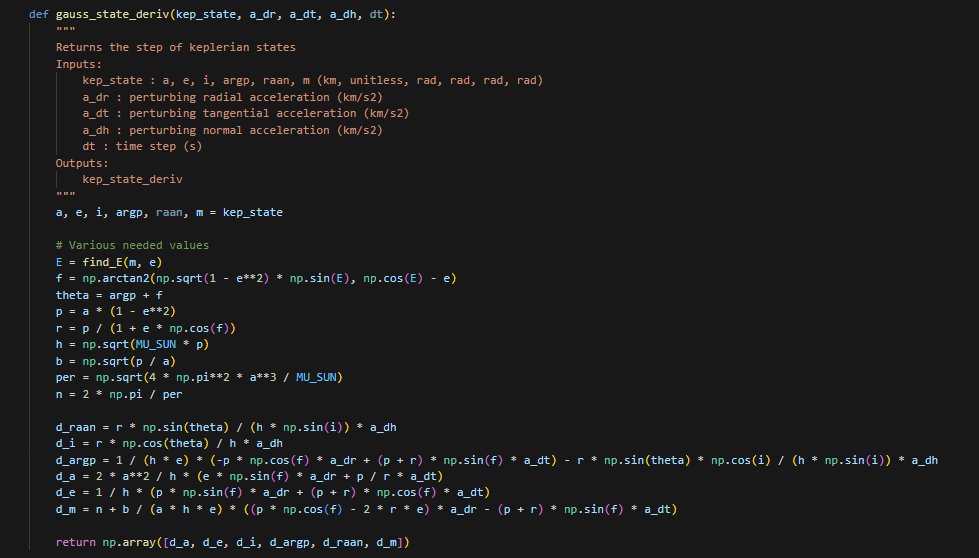 def gauss_state_deriv(kep_state, a_dr, a_dt, a_dh, dt):
    """
    Returns the step of keplerian states
    Inputs:
        kep_state : a, e, i, argp, raan, m (km, unitless, rad, rad, rad, rad)
        a_dr : perturbing radial acceleration (km/s2)
        a_dt : perturbing tangential acceleration (km/s2)
        a_dh : perturbing normal acceleration (km/s2)
        dt : time step (s)
    Outputs:
        kep_state_deriv
    """
    a, e, i, argp, raan, m = kep_state

    # Various needed values
    E = find_E(m, e)
    f = np.arctan2(np.sqrt(1 - e**2) * np.sin(E), np.cos(E) - e)
    theta = argp + f
    p = a * (1 - e**2)
    r = p / (1 + e * np.cos(f))
    h = np.sqrt(MU_SUN * p)
    b = np.sqrt(p / a)
    per = np.sqrt(4 * np.pi**2 * a**3 / MU_SUN)
    n = 2 * np.pi / per

    d_raan = r * np.sin(theta) / (h * np.sin(i)) * a_dh
    d_i = r * np.cos(theta) / h * a_dh
    d_argp = 1 / (h * e) * (-p * np.cos(f) * a_dr + (p + r) * np.sin(f) * a_dt) - r * np.sin(theta) * np.cos(i) / (h * np.sin(i)) * a_dh
    d_a = 2 * a**2 / h * (e * np.sin(f) * a_dr + p / r * a_dt)
    d_e = 1 / h * (p * np.sin(f) * a_dr + (p + r) * np.cos(f) * a_dt)
    d_m = n + b / (a * h * e) * ((p * np.cos(f) - 2 * r * e) * a_dr - (p + r) * np.sin(f) * a_dt)

    return np.array([d_a, d_e, d_i, d_argp, d_raan, d_m])